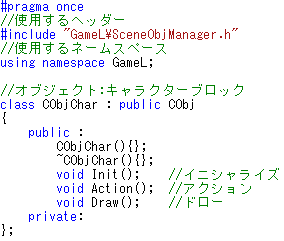 #pragma once
//使用するヘッダー
#include "GameL¥SceneObjManager.h"
//使用するネームスペース
using namespace GameL;
//オブジェクト:キャラクターブロック
class CObjChar : public CObj
{
public :
CObjChar(){};
~CObjChar(){};
void Init(); //イニシャライズ
void Action(); //アクション
void Draw(); //ドロー
private:
};